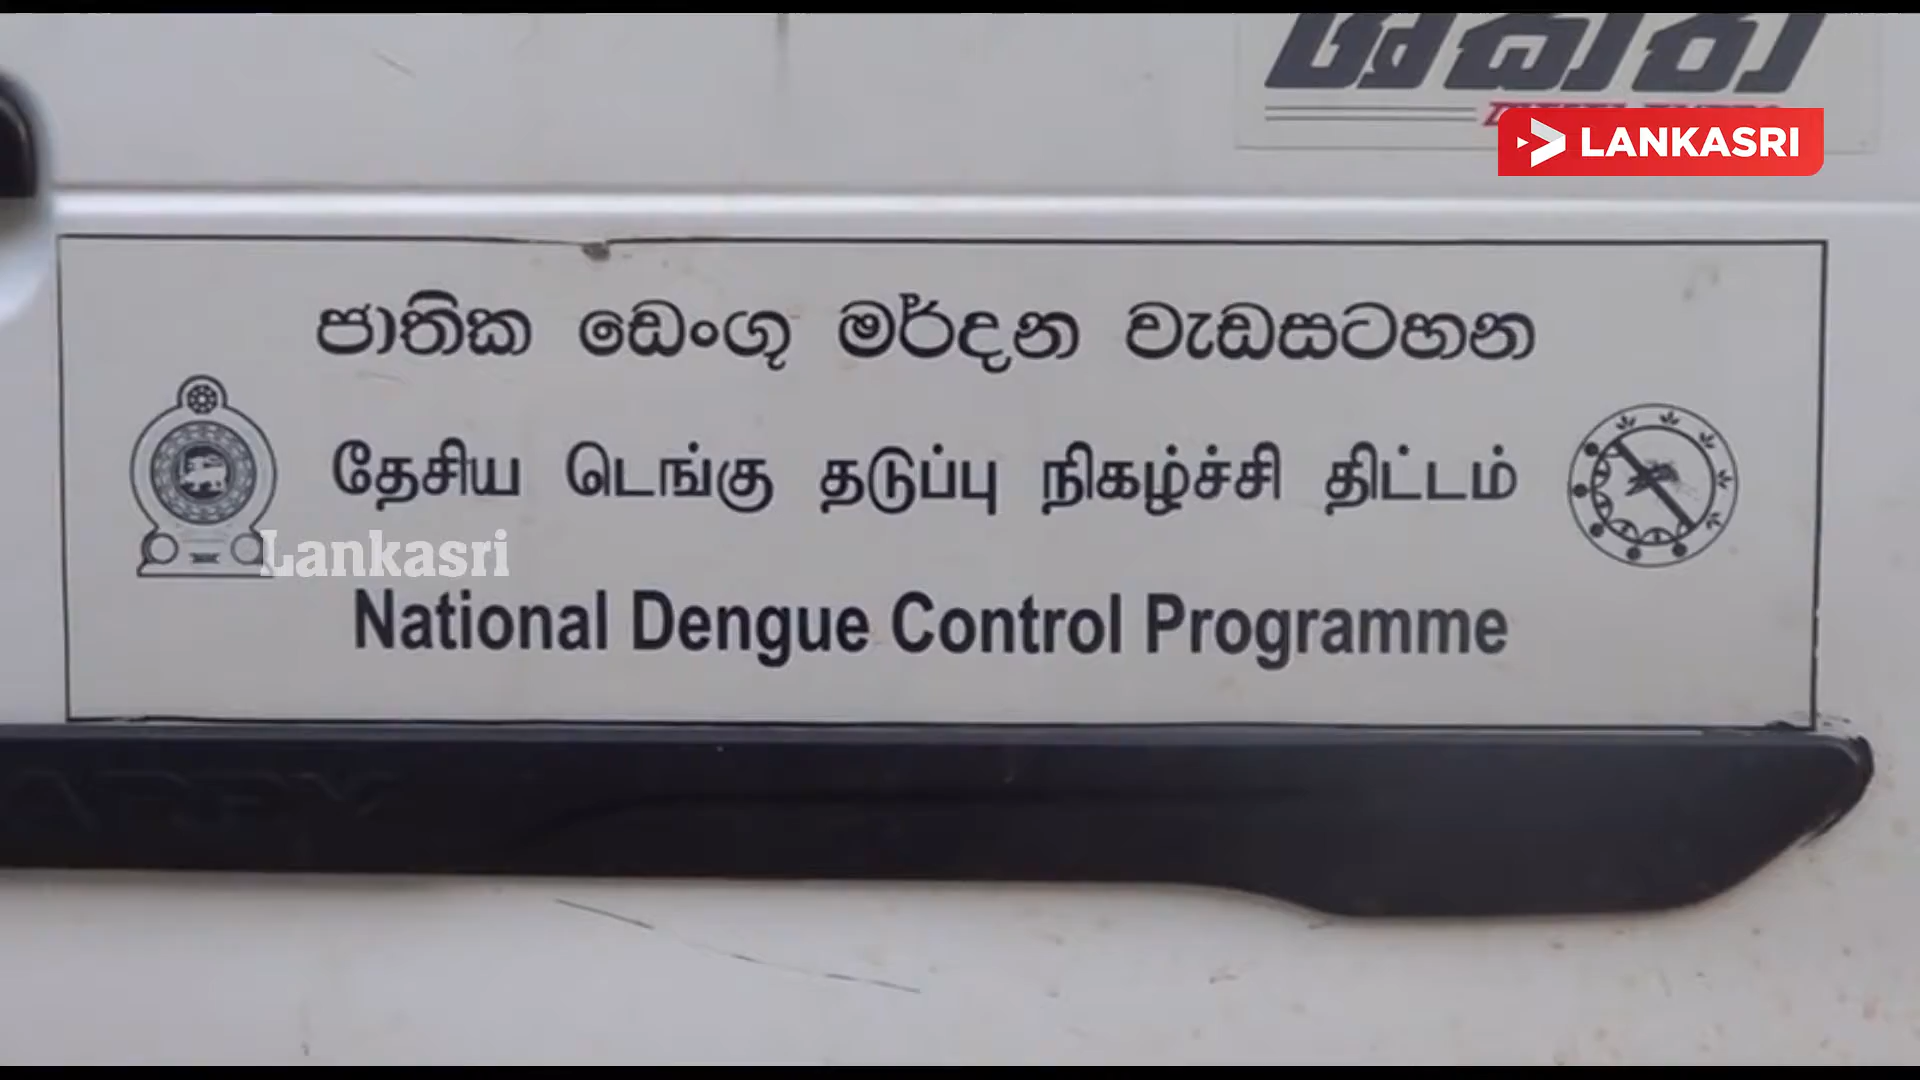 LANKASRI
ජාතික ඩෙංගු මර්දන වැඩසටහන
தேசிய டெங்கு தடுப்பு நிகழ்ச்சி திட்டம்
Lankasri
National Dengue Control Programme